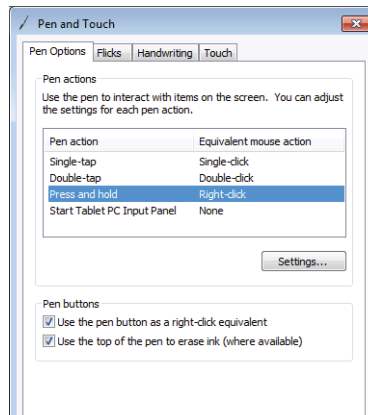 Pen and Touch
Pen Options Flicks Handwriting Touch
Pen actions
Use the pen to interact with items on the screen. You can adjust
the settings for each pen action.
Pen action Equivalent mouse action
Single-tap Single-click
Double-tap Double-click
Press and hold Right-click
Start Tablet PC Input Panel None
Settings...
Pen buttons
Use the pen button as a right-click equivalent
Use the top of the pen to erase ink (where available)